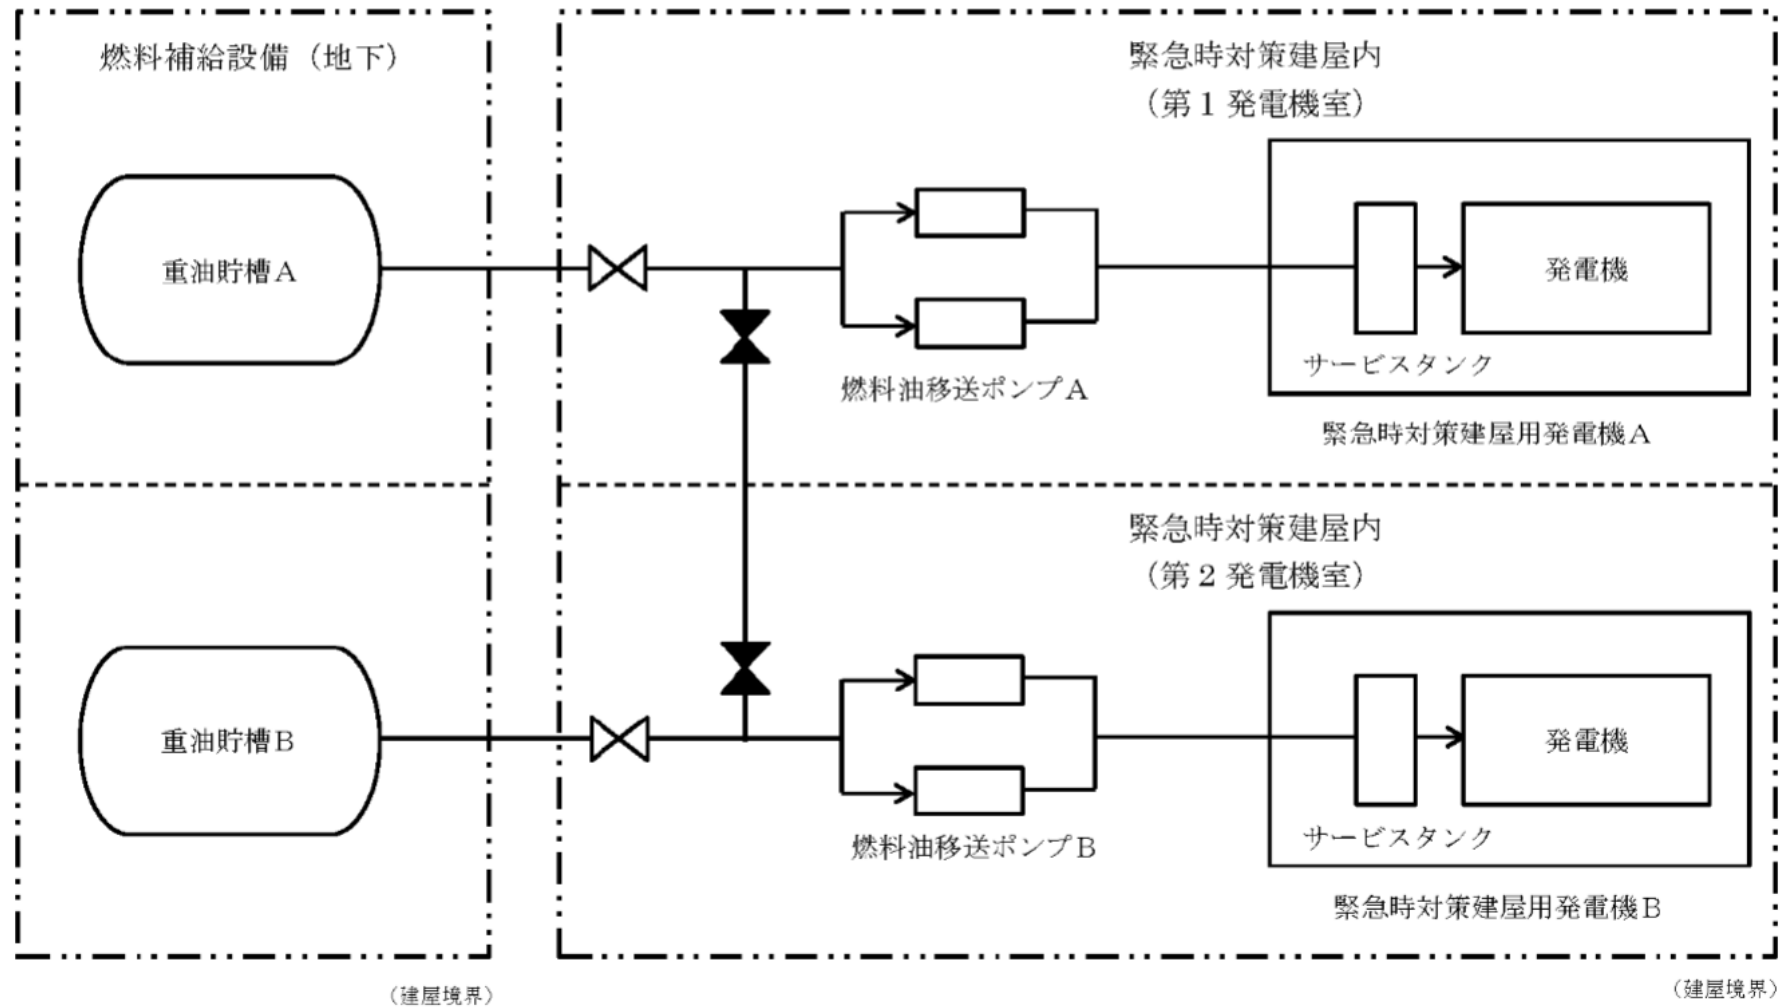 燃料補給設備（地下）
緊急時対策建屋内
（第１発電機室）
重油貯槽Ａ
発電機
サービスタンク
燃料油移送ポンプＡ
緊急時対策建屋用発電機Ａ
緊急時対策建屋内
（第２発電機室）
重油貯槽Ｂ
発電機
サービスタンク
燃料油移送ポンプＢ
緊急時対策建屋用発電機Ｂ
（建屋境界）
（建屋境界）